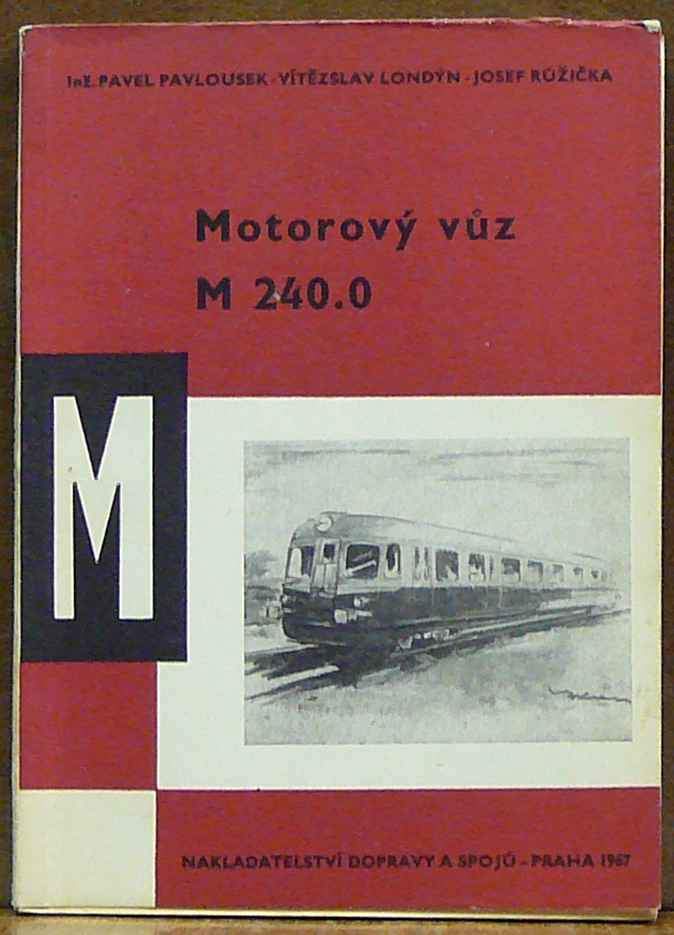 Inž. PAVEL PAVLOUSEK - VÍTĚZSLAV LONDÝN - JOSEF RŮŽIČKA
Motorový vůz
M 240.0
M
NAKLADATELSTVÍ DOPRAVY A SPOJŮ - PRAHA 1967